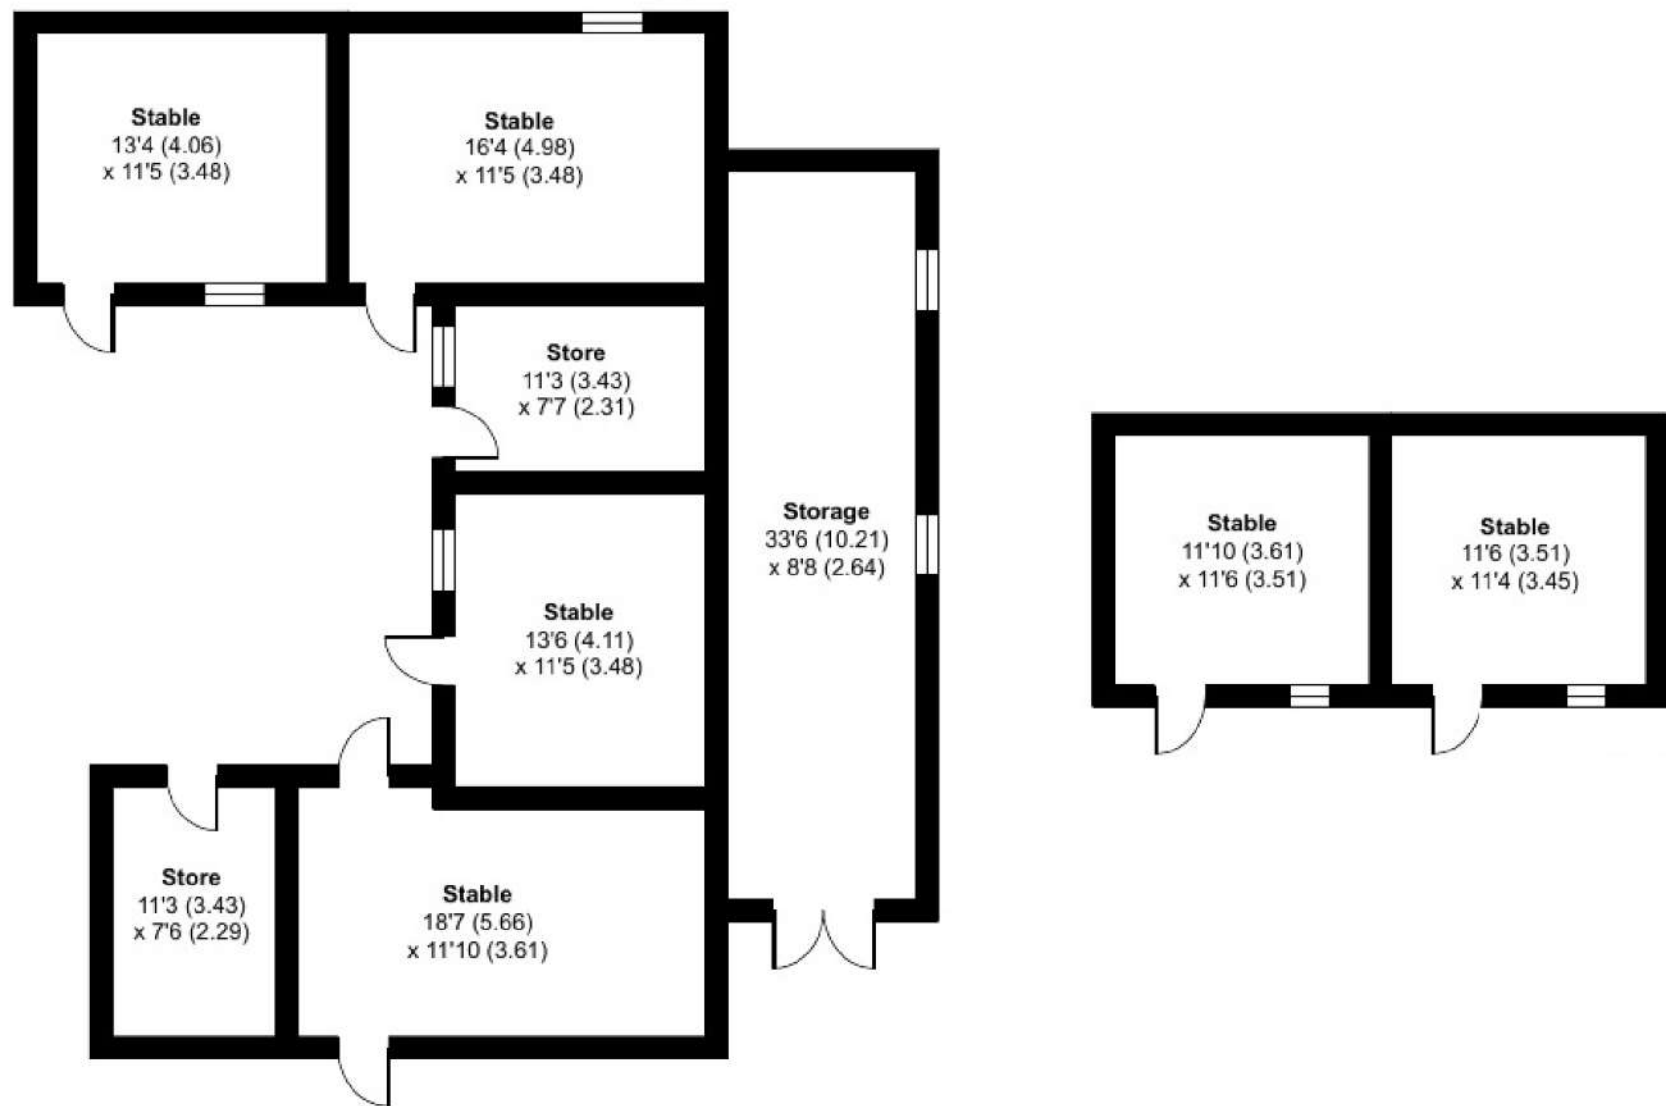 Stable
13'4 (4.06)
x 11'5 (3.48)
Stable
16'4 (4.98)
x 11'5 (3.48)
Store
11'3 (3.43)
x 7'7 (2.31)
Storage
33'6 (10.21)
x 8'8 (2.64)
Stable
13'6 (4.11)
x 11'5 (3.48)
Store
11'3 (3.43)
x 7'6 (2.29)
Stable
18'7 (5.66)
x 11'10 (3.61)
Stable
11'10 (3.61)
x 11'6 (3.51)
Stable
11'6 (3.51)
x 11'4 (3.45)